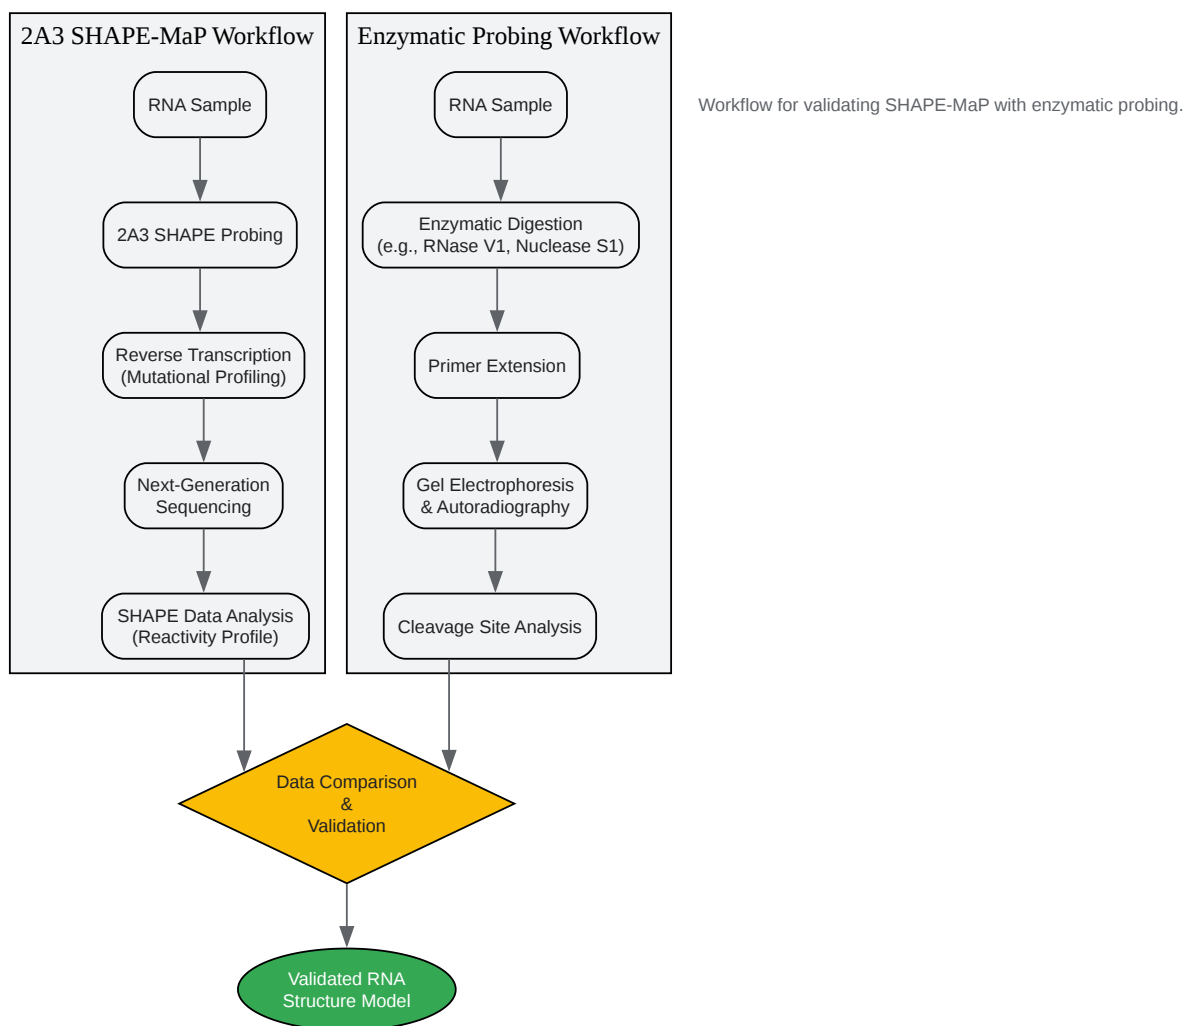 2A3 SHAPE-MaP Workflow
RNA Sample
2A3 SHAPE Probing
Reverse Transcription
(Mutational Profiling)
Next-Generation
Sequencing
SHAPE Data Analysis
(Reactivity Profile)
Enzymatic Probing Workflow
RNA Sample
Enzymatic Digestion
(e.g., RNase V1, Nuclease S1)
Primer Extension
Gel Electrophoresis
& Autoradiography
Cleavage Site Analysis
Workflow for validating SHAPE-MaP with enzymatic probing.
Data Comparison
&
Validation
Validated RNA
Structure Model